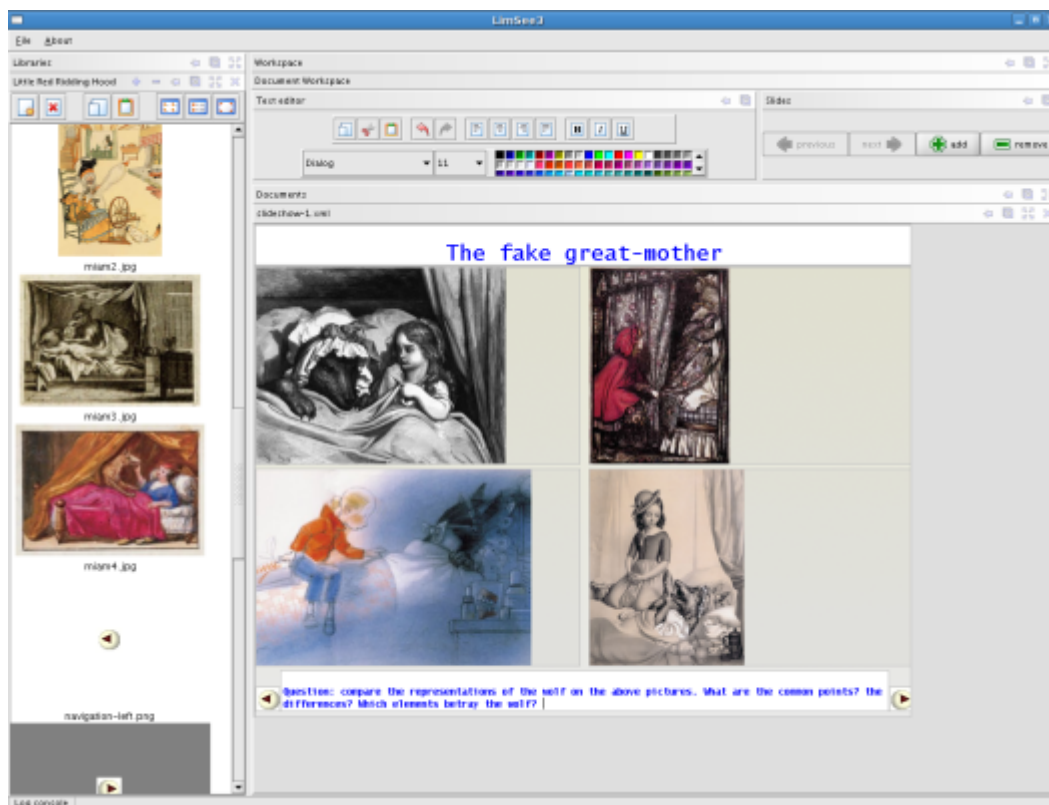 LimSee3
File About
Libraries
Little Red Ridding Hood
miam2.jpg
miam3.jpg
miam4.jpg
navigation-left.png
Workspace
Document Workspace
Text editor
Dialog 11
B I U
Slides
previous next add remove
Documents
slideshow-1.xml
The fake great-mother
Question: compare the representations of the wolf on the above pictures. What are the common points? the
differences? Which elements betray the wolf?
Log console